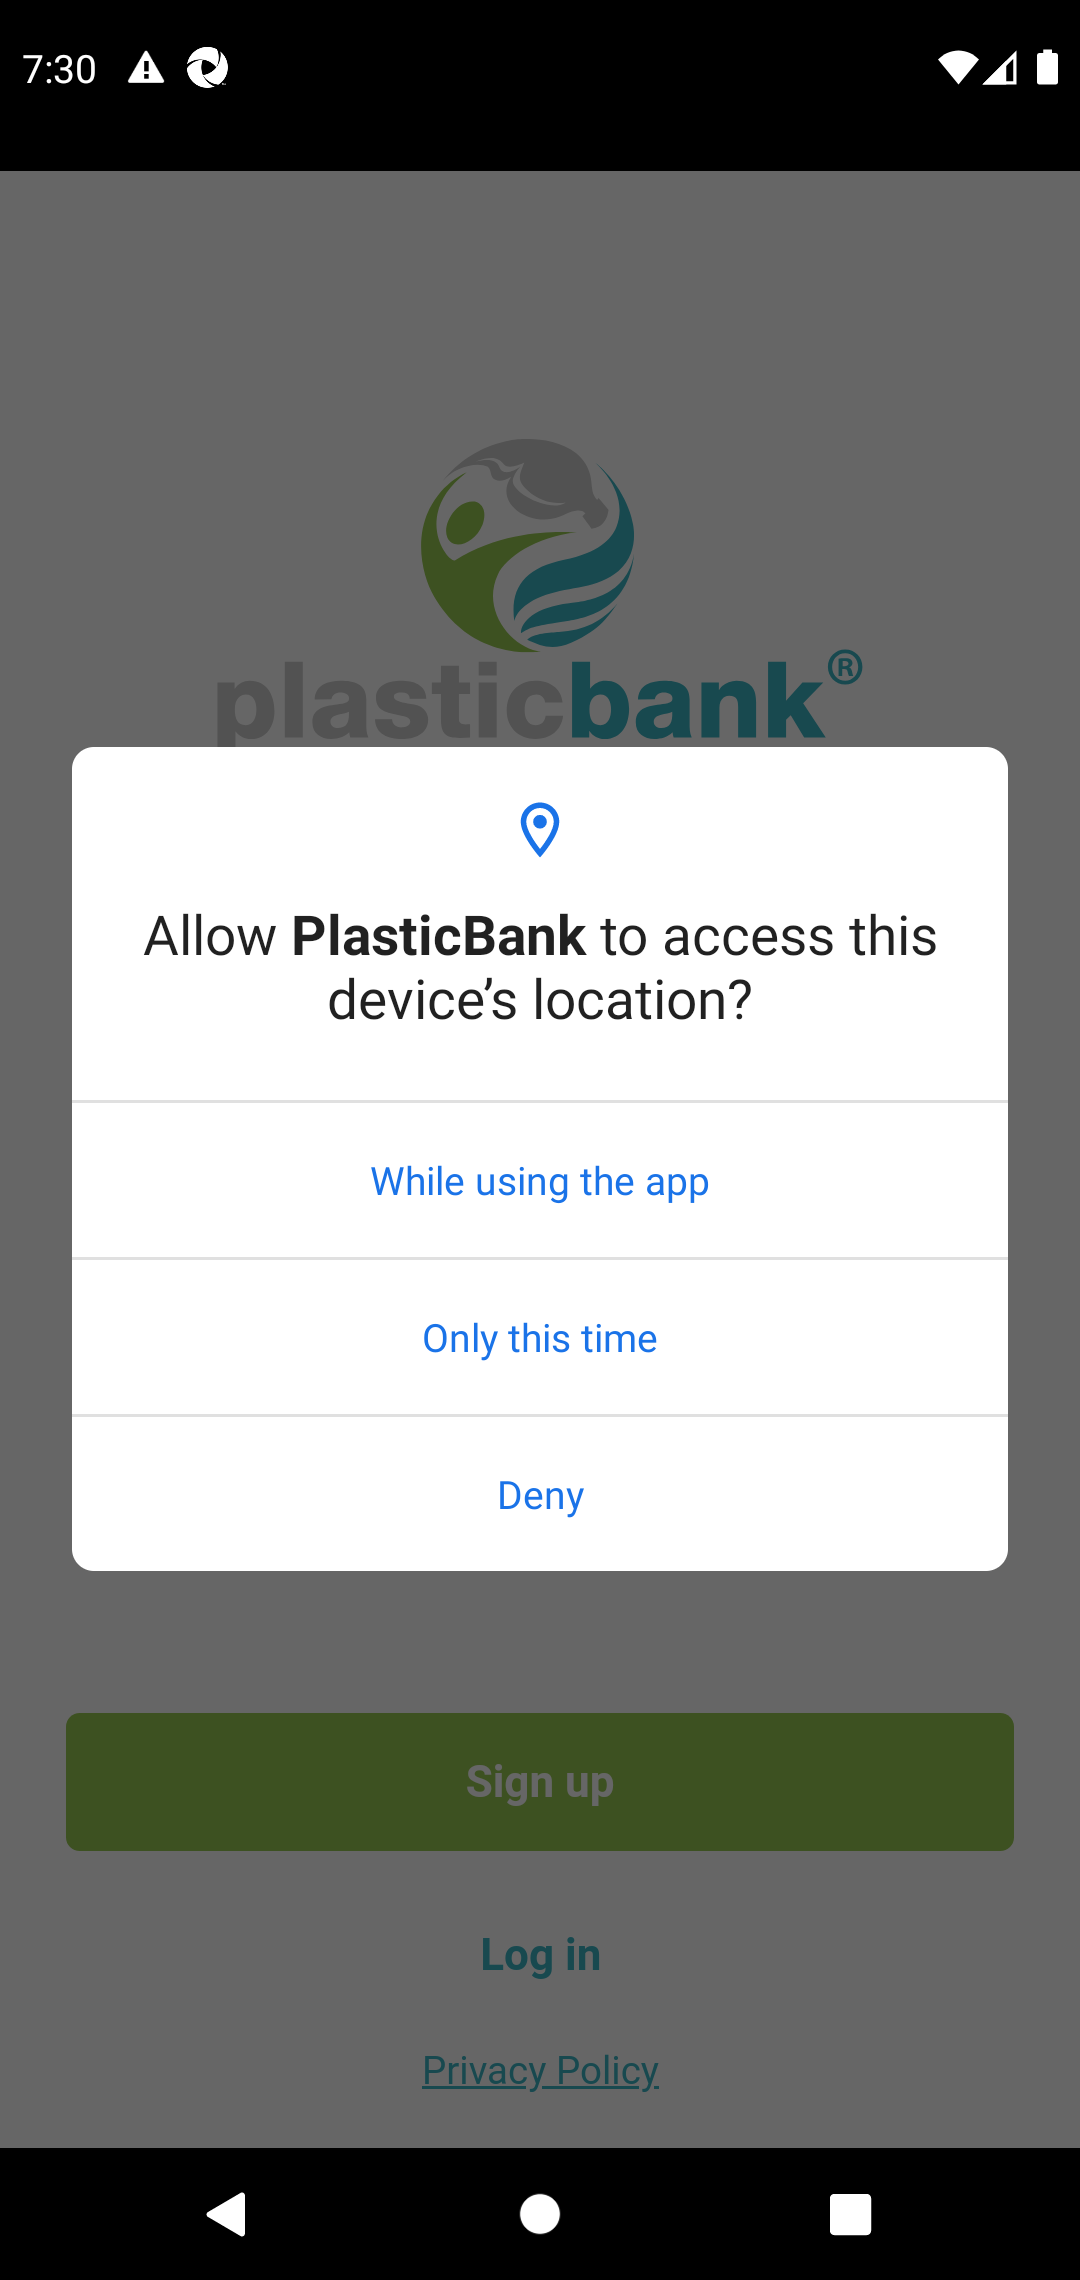 7:30
plasticbank®
Allow PlasticBank to access this
device’s location?
While using the app
Only this time
Deny
Sign up
Log in
Privacy Policy